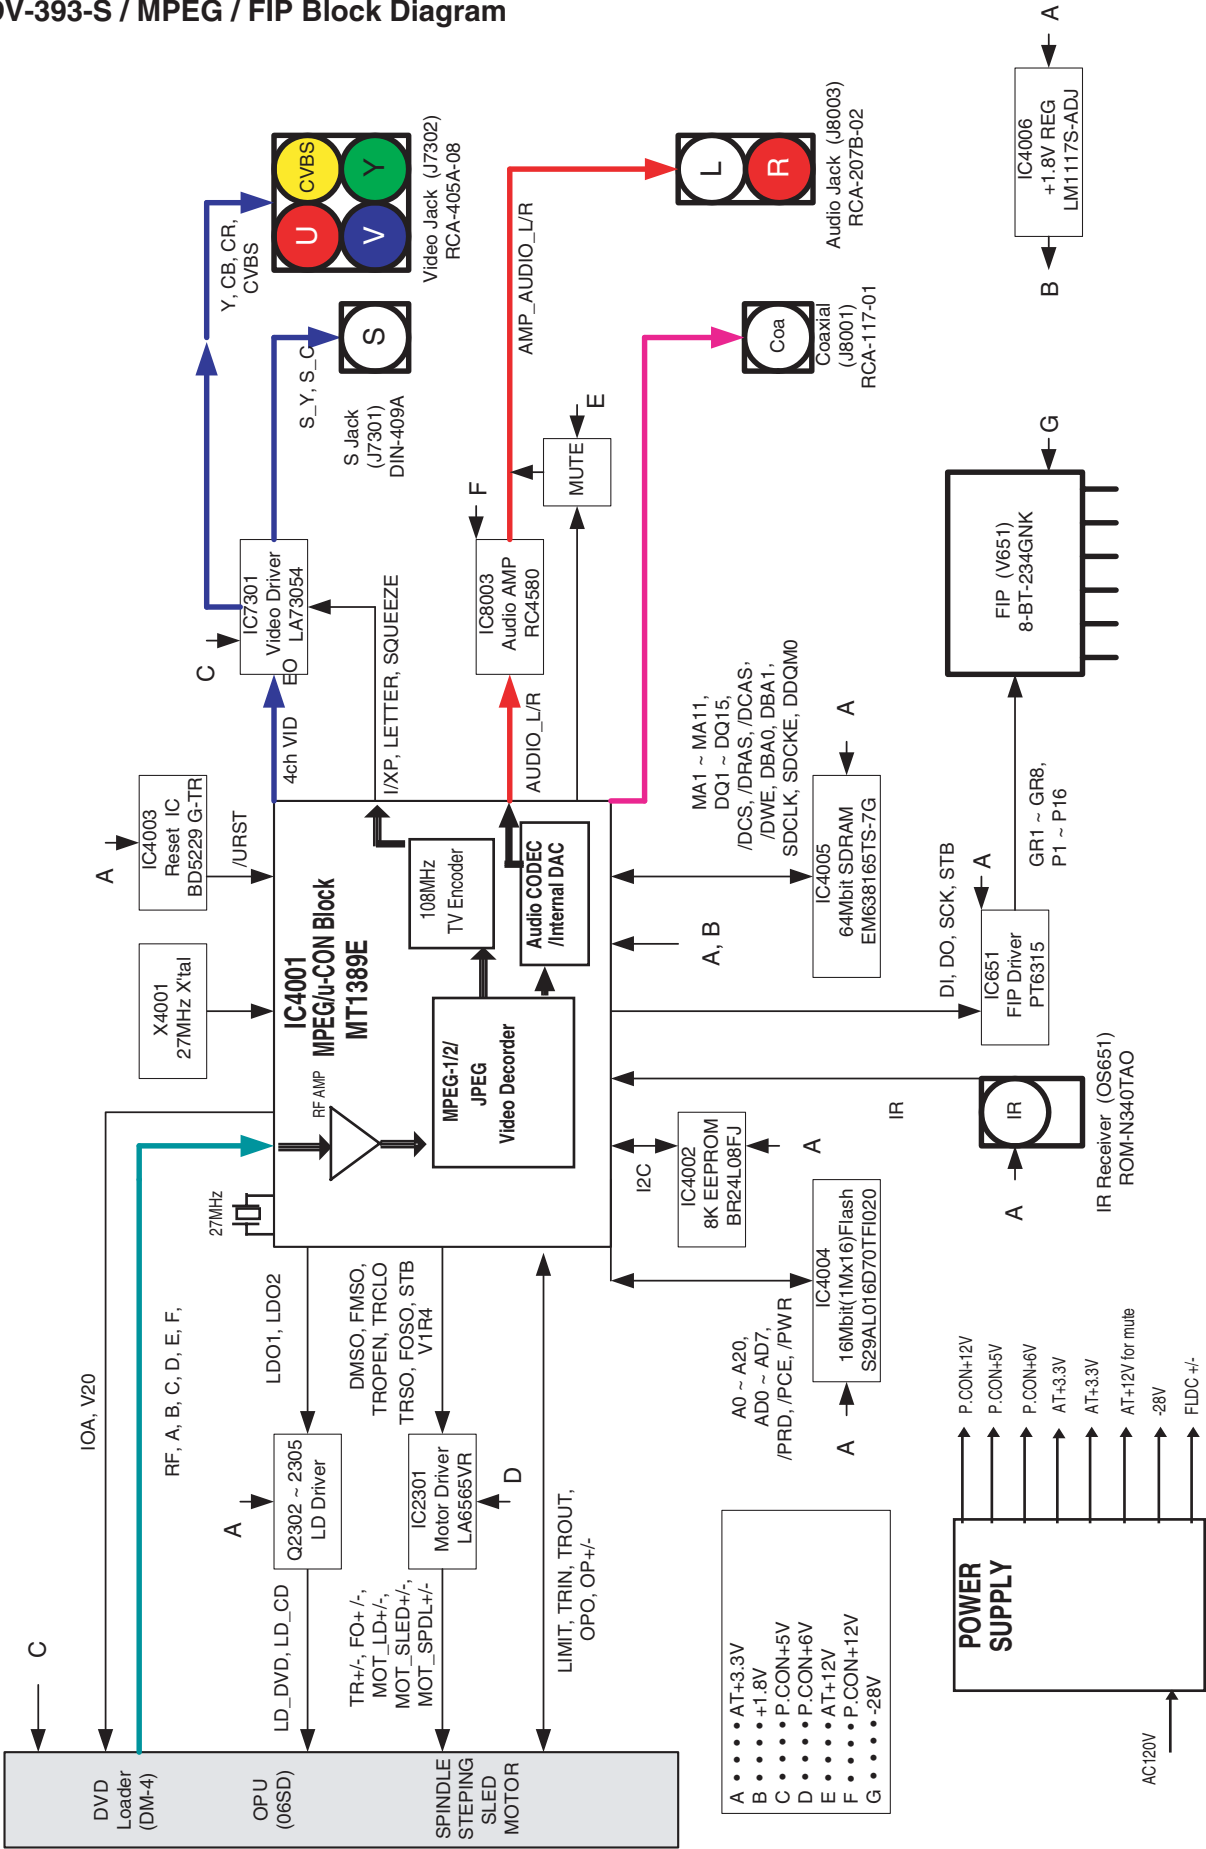 DV-393-S / MPEG / FIP Block Diagram
C
DVD
Loader
(DM-4)
OPU
(06SD)
SPINDLE
STEPING
SLED
MOTOR
IOA, V20
RF, A, B, C, D, E, F,
LD_DVD, LD_CD
A
Q2302 ~ 2305
LD Driver
LDO1, LDO2
TR+/-, FO+ /-,
MOT_LD+/-,
MOT_SLED+/-,
MOT_SPDL+/-
IC2301
Motor Driver
LA6565VR
D
DMSO, FMSO,
TROPEN, TRCLO
TRSO, FOSO, STB
V1R4
LIMIT, TRIN, TROUT,
OPO, OP+/-
27MHz
X4001
27MHz X'tal
A
IC4003
Reset IC
BD5229 G-TR
/URST
IC4001
MPEG/u-CON Block
MT1389E
RF AMP
MPEG-1/2/
JPEG
Video Decorder
108MHz
TV Encoder
Audio CODEC
/Internal DAC
4ch VID
C
IC7301
Video Driver
EO LA73054
I/XP, LETTER, SQUEEZE
Y, CB, CR,
CVBS
U
CVBS
V
Y
Video Jack (J7302)
RCA-405A-08
S_Y, S_C
S
S Jack
(J7301)
DIN-409A
AUDIO_L/R
F
IC8003
Audio AMP
RC4580
AMP_AUDIO_L/R
MUTE
E
L
R
Audio Jack (J8003)
RCA-207B-02
Coa
Coaxial
(J8001)
RCA-117-01
A
IC4006
+1.8V REG
LM1117S-ADJ
B
A0 ~ A20,
AD0 ~ AD7,
/PRD, /PCE, /PWR
A
IC4004
16Mbit(1Mx16)Flash
S29AL016D70TFI020
I2C
IC4002
8K EEPROM
BR24L08FJ
A
IR
A
IR
IR Receiver (OS651)
ROM-N340TAO
A, B
MA1 ~ MA11,
DQ1 ~ DQ15,
/DCS, /DRAS, /DCAS,
/DWE, DBA0, DBA1,
SDCLK, SDCKE, DDQM0
IC4005
64Mbit SDRAM
EM638165TS-7G
A
DI, DO, SCK, STB
IC651
FIP Driver
PT6315
A
GR1 ~ GR8,
P1 ~ P16
FIP (V651)
8-BT-234GNK
G
A • • • • AT+3.3V
B • • • • +1.8V
C • • • • P.CON+5V
D • • • • P.CON+6V
E • • • • AT+12V
F • • • • P.CON+12V
G • • • • -28V
POWER
SUPPLY
AC120V
P.CON+12V
P.CON+5V
P.CON+6V
AT+3.3V
AT+3.3V
AT+12V for mute
-28V
FLDC +/-